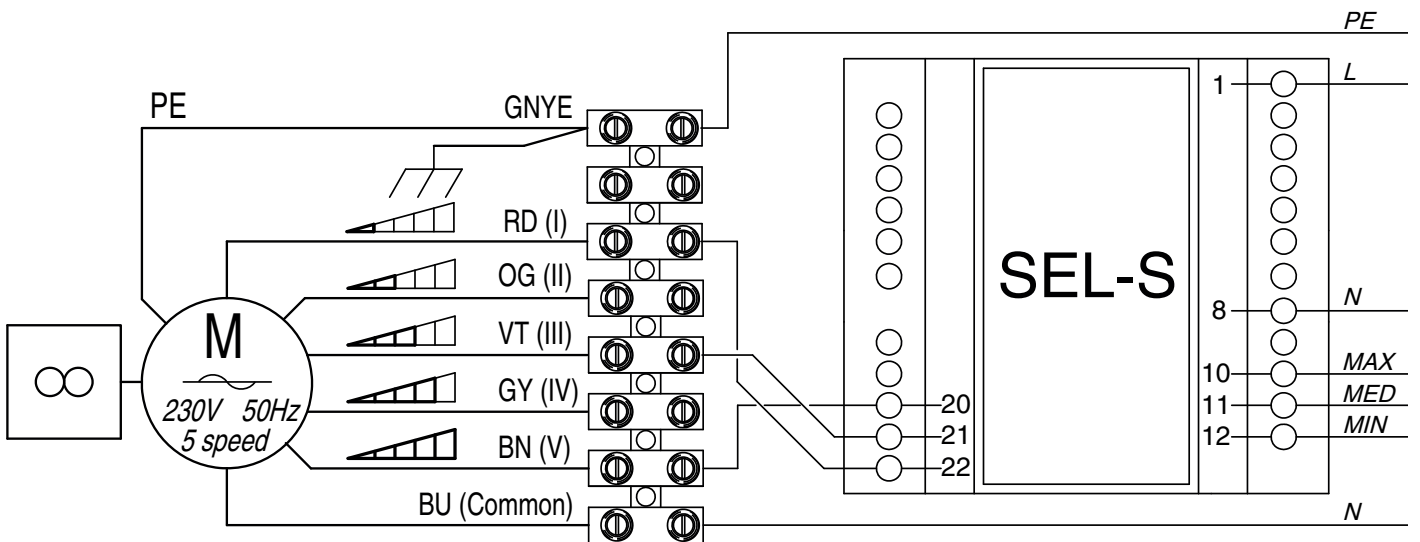 PE
L
1
PE
GNYE
RD (I)
OG (II)
SEL-S
8
N
VT (III)
M
10
MAX
GY (IV)
230V 50Hz
20
11
MED
5 speed
21
12
MIN
BN (V)
22
BU (Common)
N